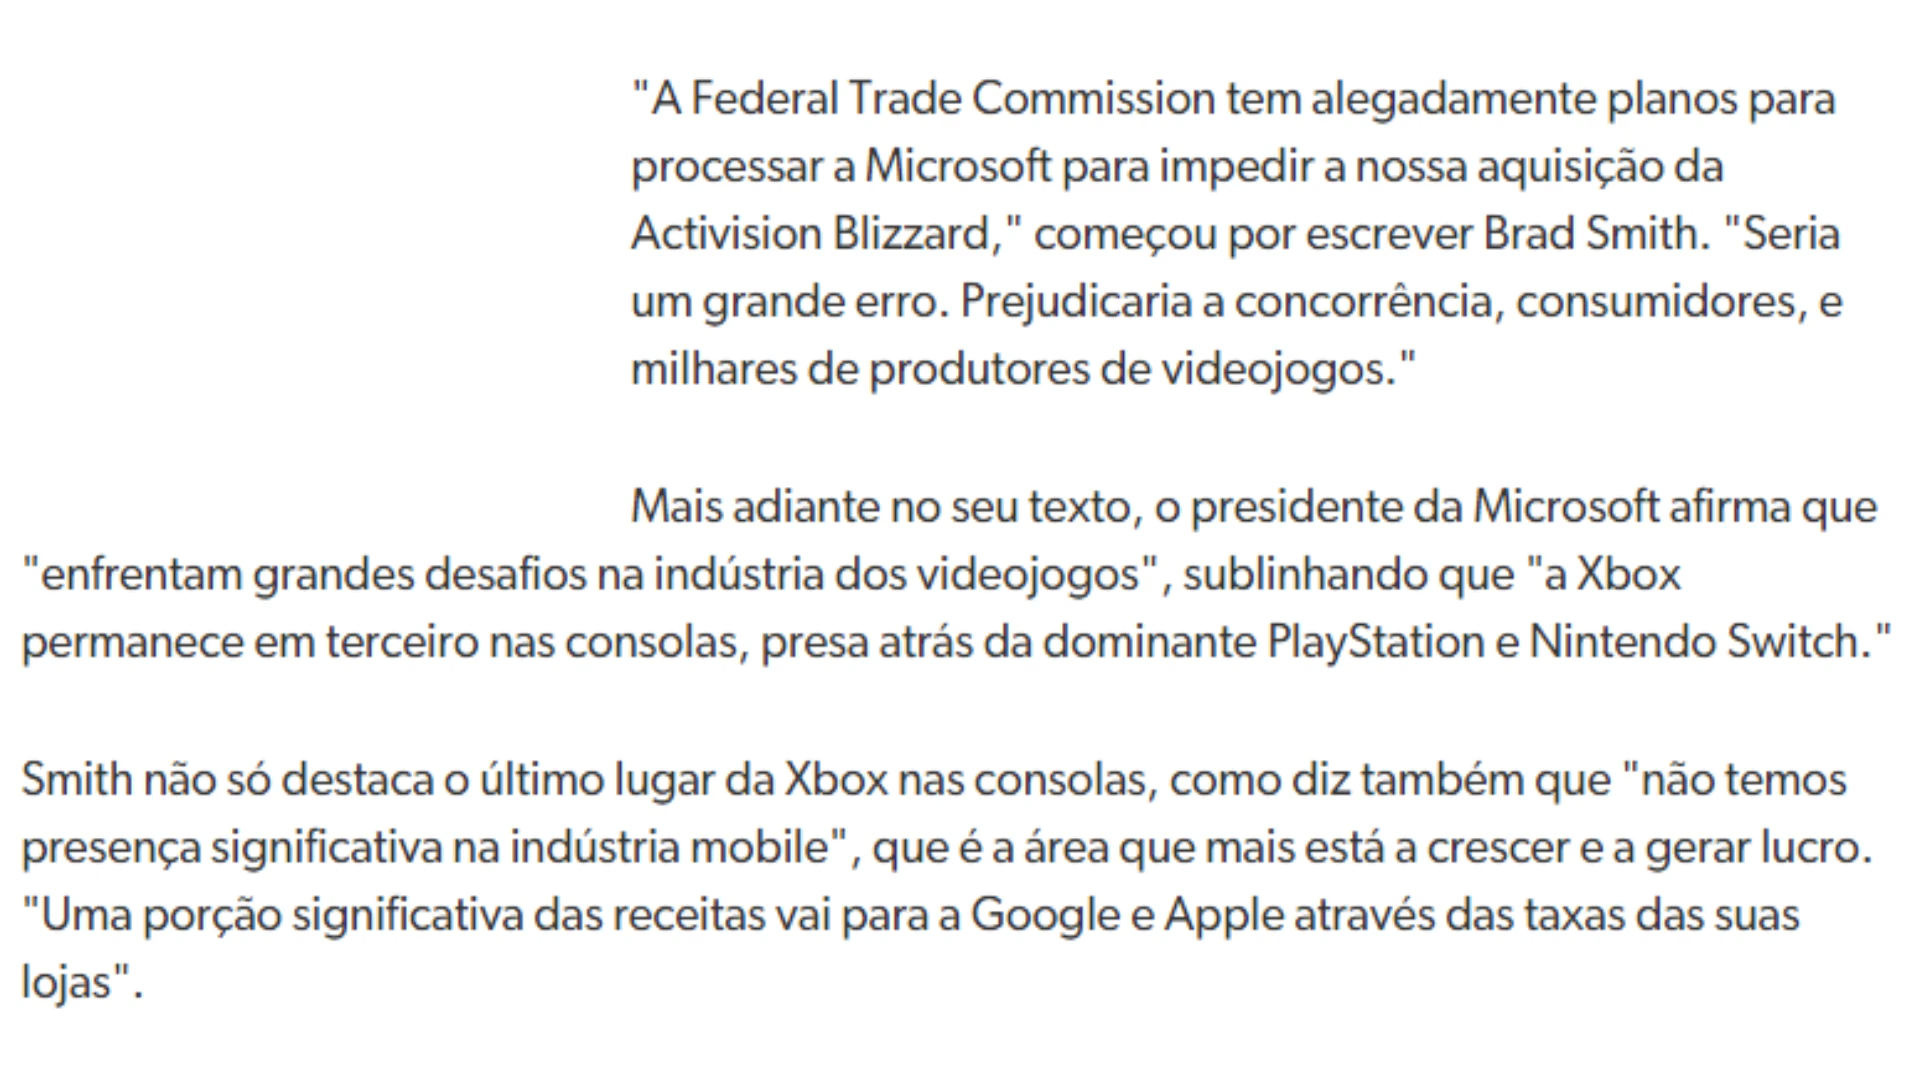 "A Federal Trade Commission tem alegadamente planos para
processar a Microsoft para impedir a nossa aquisição da
Activision Blizzard," começou por escrever Brad Smith. "Seria
um grande erro. Prejudicaria a concorrência, consumidores, e
milhares de produtores de videojogos."
Mais adiante no seu texto, o presidente da Microsoft afirma que
"enfrentam grandes desafios na indústria dos videojogos", sublinhando que "a Xbox
permanece em terceiro nas consolas, presa atrás da dominante PlayStation e Nintendo Switch."
Smith não só destaca o último lugar da Xbox nas consolas, como diz também que "não temos
presença significativa na indústria mobile", que é a área que mais está a crescer e a gerar lucro.
"Uma porção significativa das receitas vai para a Google e Apple através das taxas das suas
lojas".